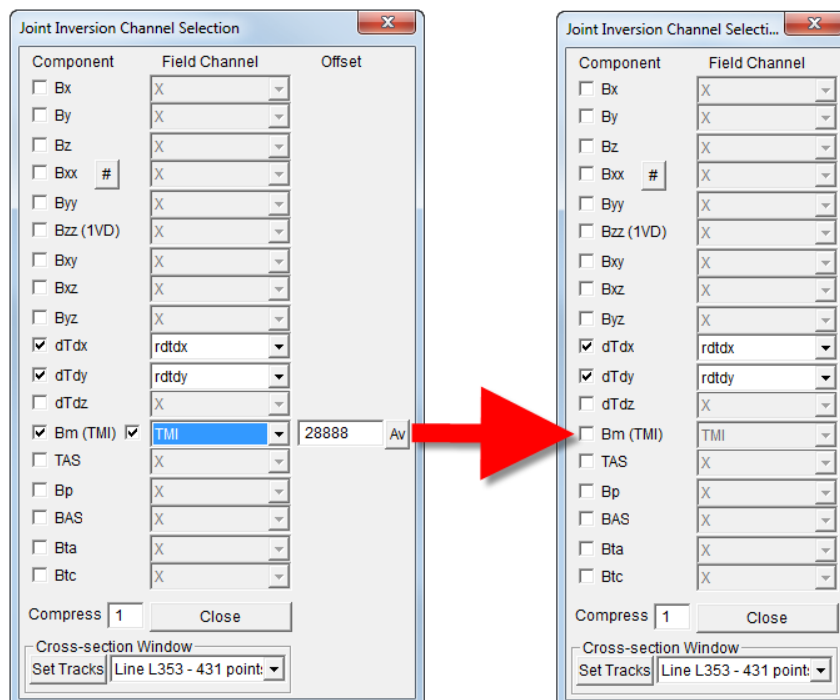 Joint Inversion Channel Selection
Component Field Channel Offset
Bx X
By X
Bz X
Bxx # X
Byy X
Bzz (1VD) X
Bxy X
Bxz X
Byz X
dTdx rdtdx
dTdy rdtdy
dTdz X
Bm (TMI) TMI 28888 Av
TAS X
Bp X
BAS X
Bta X
Btc X
Compress 1 Close
Cross-section Window
Set Tracks Line L353 - 431 point:
Joint Inversion Channel Selecti...
Component Field Channel
Bx X
By X
Bz X
Bxx # X
Byy X
Bzz (1VD) X
Bxy X
Bxz X
Byz X
dTdx rdtdx
dTdy rdtdy
dTdz X
Bm (TMI) TMI
TAS X
Bp X
BAS X
Bta X
Btc X
Compress 1 Close
Cross-section Window
Set Tracks Line L353 - 431 point: